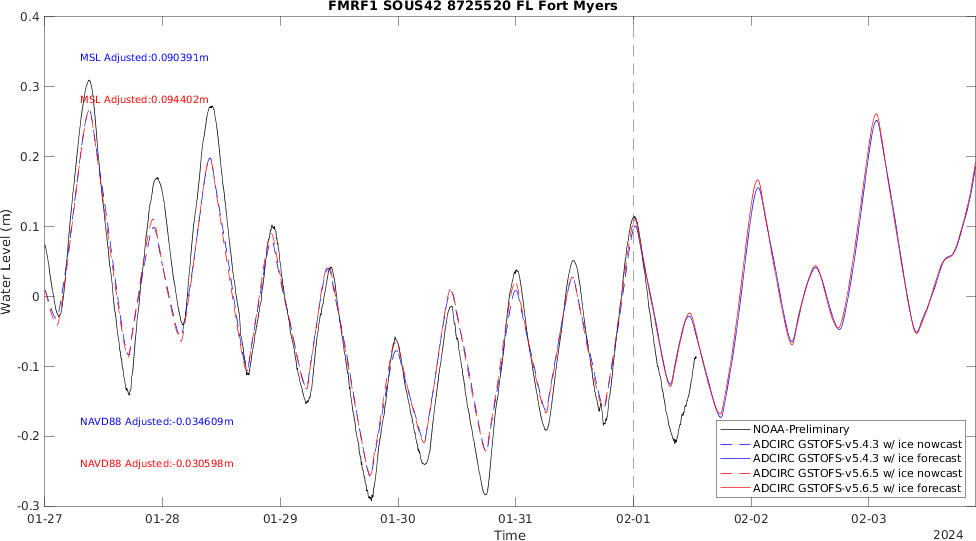 FMRF1 SOUS42 8725520 FL Fort Myers
0.4
0.3
0.2
0.1
0
-0.1
-0.2
-0.3
Water Level (m)
MSL Adjusted:0.090391m
MSL Adjusted:0.094402m
NAVD88 Adjusted:-0.034609m
NAVD88 Adjusted:-0.030598m
NOAA-Preliminary
ADCIRC GSTOFS-v5.4.3 w/ ice nowcast
ADCIRC GSTOFS-v5.4.3 w/ ice forecast
ADCIRC GSTOFS-v5.6.5 w/ ice nowcast
ADCIRC GSTOFS-v5.6.5 w/ ice forecast
01-27 01-28 01-29 01-30 01-31 02-01 02-02 02-03
Time
2024